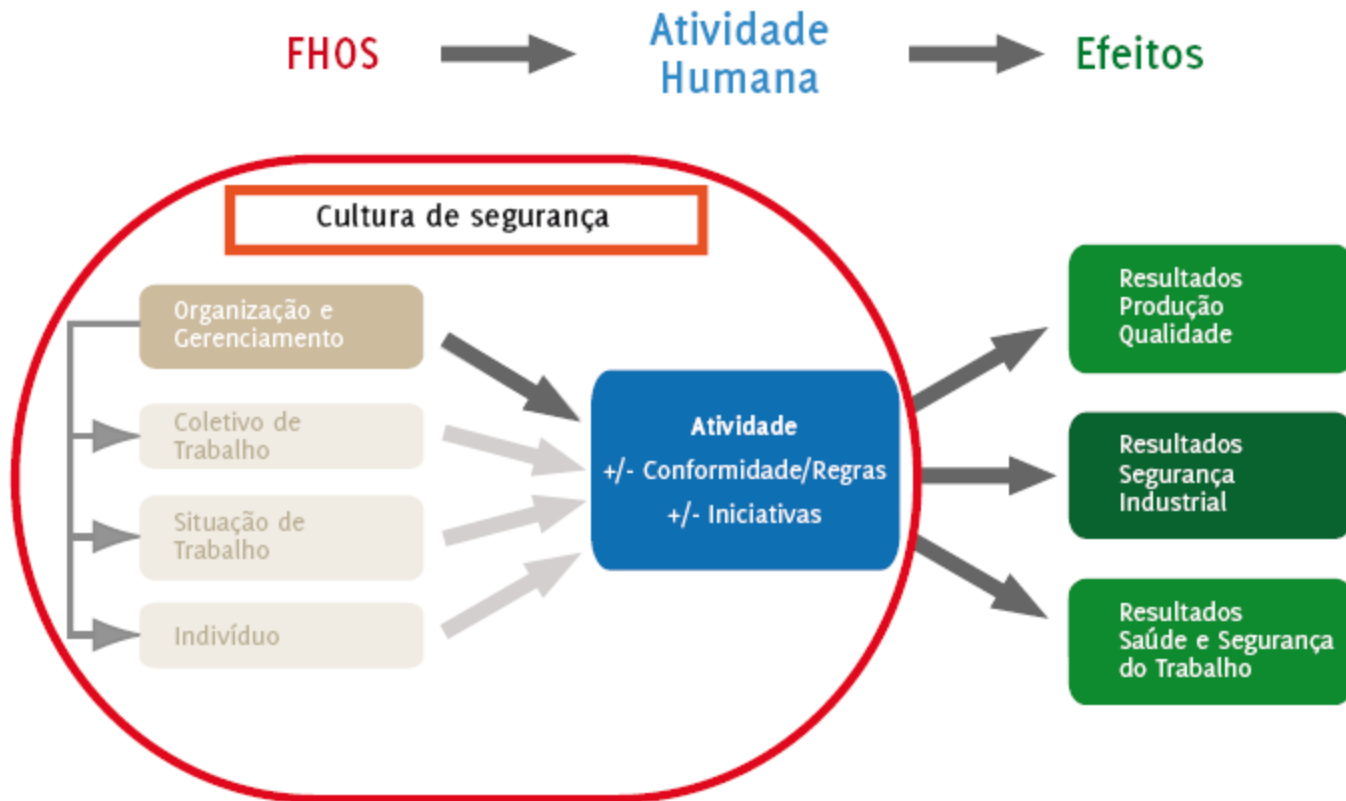 FHOS
Atividade
Humana
Efeitos
Cultura de segurança
Organização e
Gerenciamento
Coletivo de
Trabalho
Situação de
Trabalho
Indivíduo
Atividade
+/- Conformidade/Regras
+/- Iniciativas
Resultados
Produção
Qualidade
Resultados
Segurança
Industrial
Resultados
Saúde e Segurança
do Trabalho